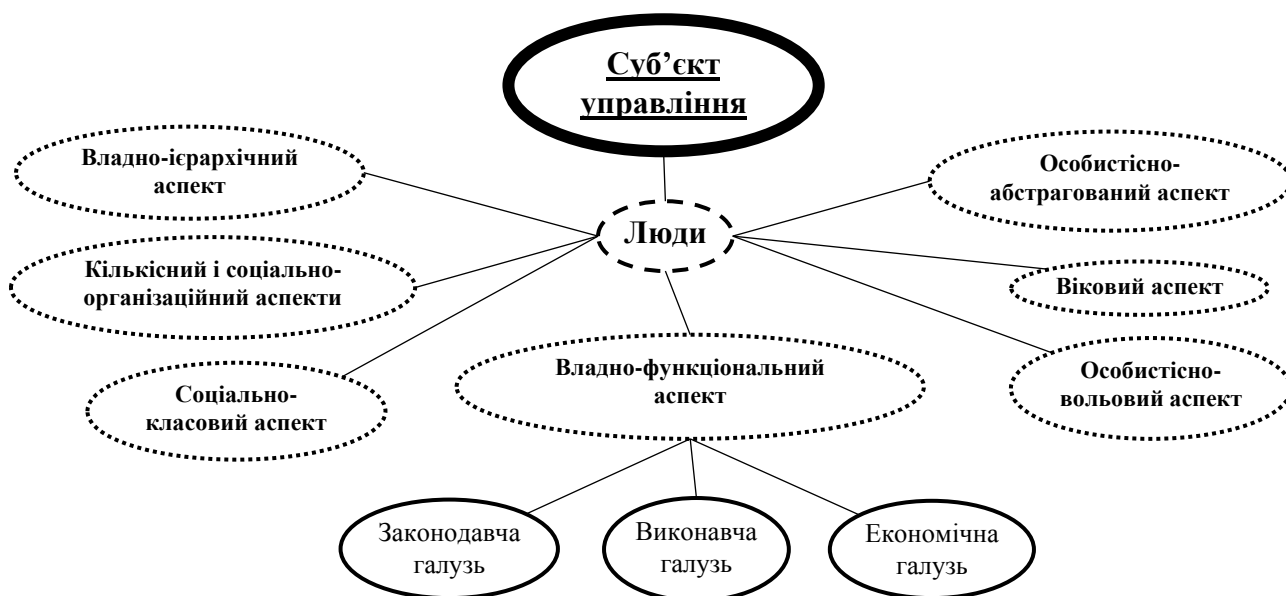 Суб’єкт
управління
Владно-ієрархічний
аспект
Особистісно-
абстрагований аспект
Люди
Кількісний і соціально-
організаційний аспекти
Віковий аспект
Владно-функціональний
аспект
Особистісно-
вольовий аспект
Соціально-
класовий аспект
Законодавча
галузь
Виконавча
галузь
Економічна
галузь